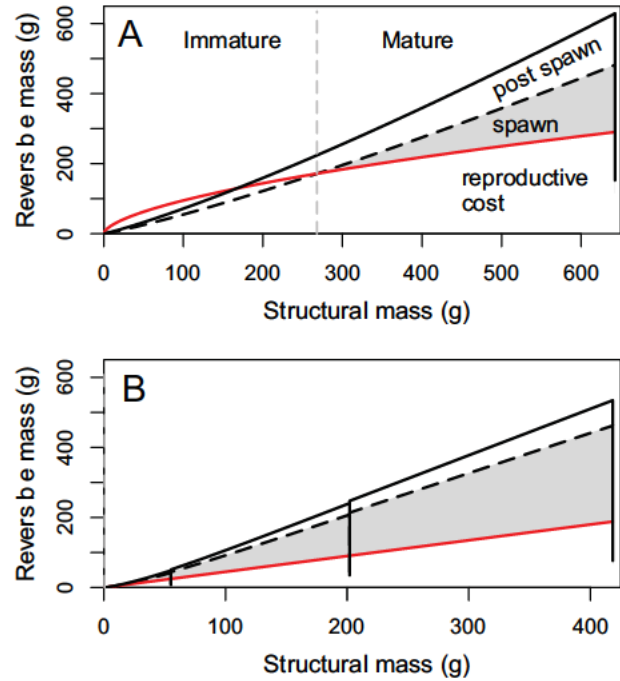 A
Immature
Mature
post spawn
spawn
reproductive
cost
Revers b e mass (g)
0
200
400
600
0
100
200
300
400
500
600
Structural mass (g)
B
Revers b e mass (g)
0
200
400
600
0
100
200
300
400
Structural mass (g)